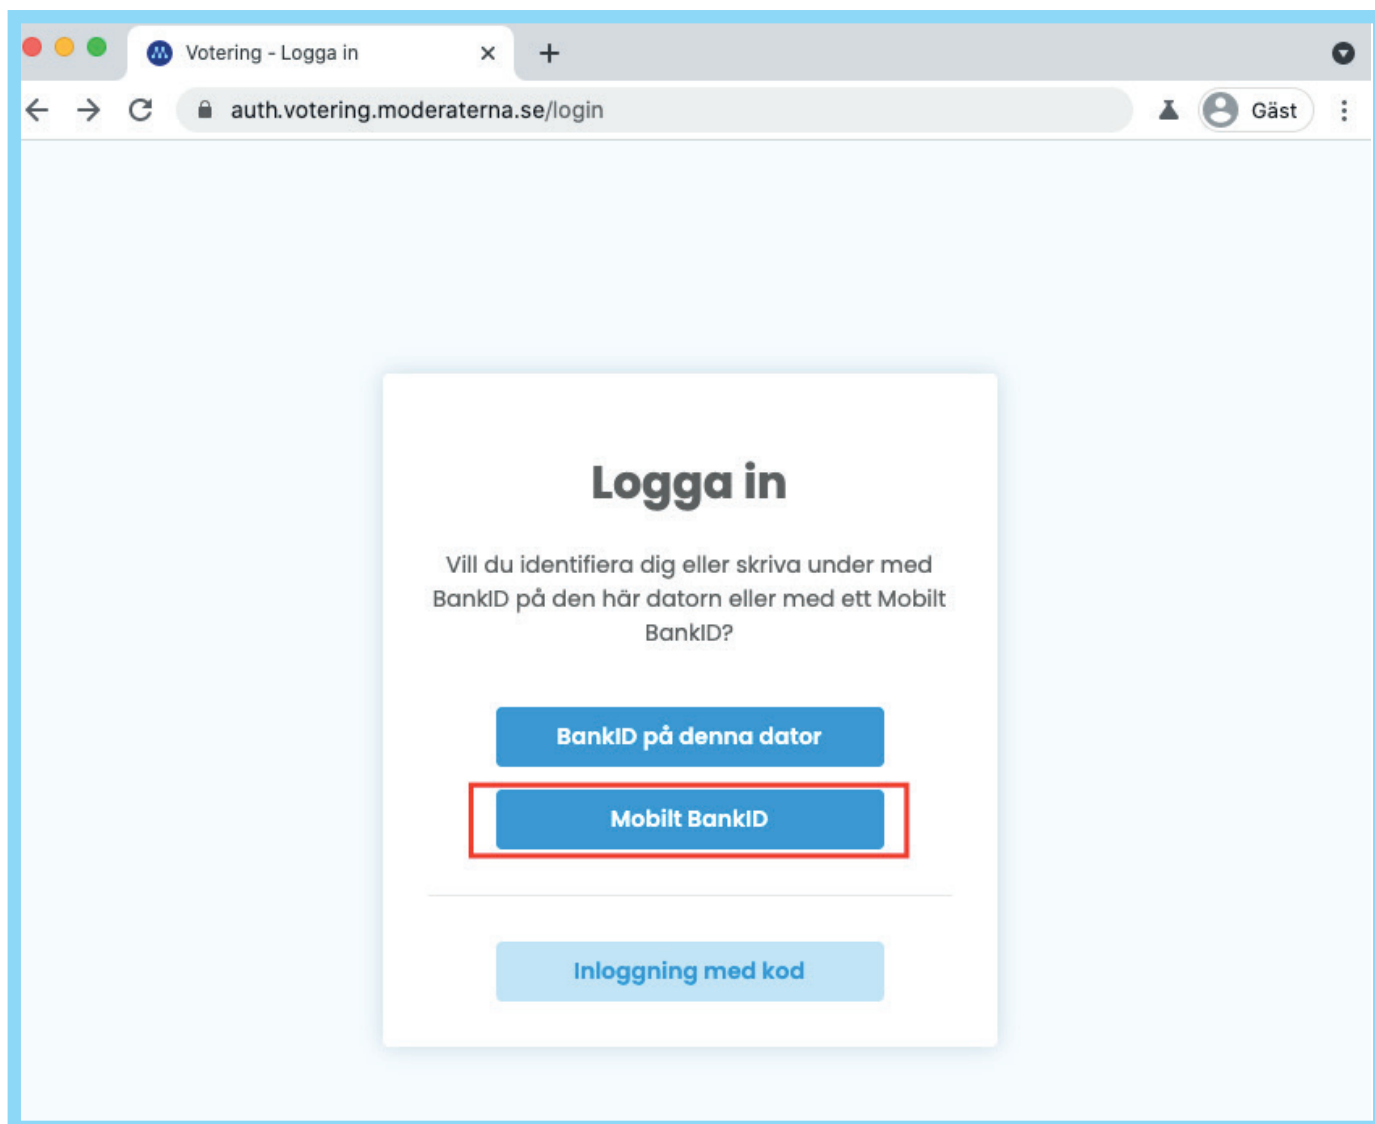 Votering - Logga in
auth.votering.moderaterna.se/login
Gäst
Logga in
Vill du identifiera dig eller skriva under med
BankID på den här datorn eller med ett Mobilt
BankID?
BankID på denna dator
Mobilt BankID
Inloggning med kod